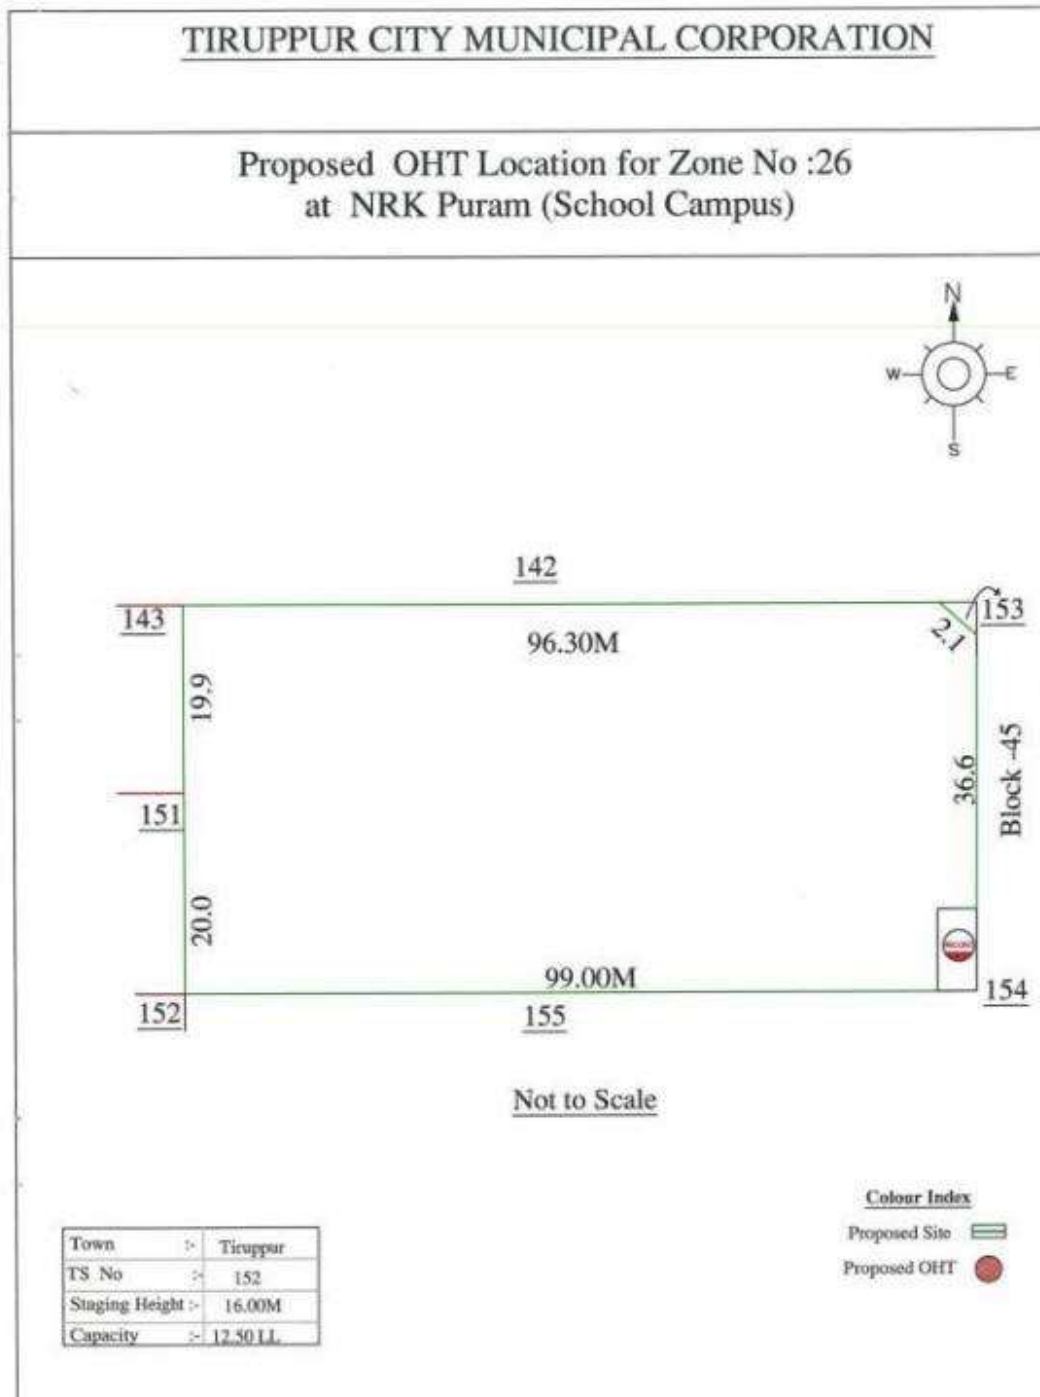 TIRUPPUR CITY MUNICIPAL CORPORATION
Proposed OHT Location for Zone No :26
at NRK Puram (School Campus)
N
W E
S
142
143
153
96.30M
2.1
19.9
36.6
Block -45
151
20.0
99.00M
154
152
155
Not to Scale
Colour Index
Proposed Site
Proposed OHT
Town :- Tiruppur
TS No :- 152
Staging Height :- 16.00M
Capacity :- 12.50 LL